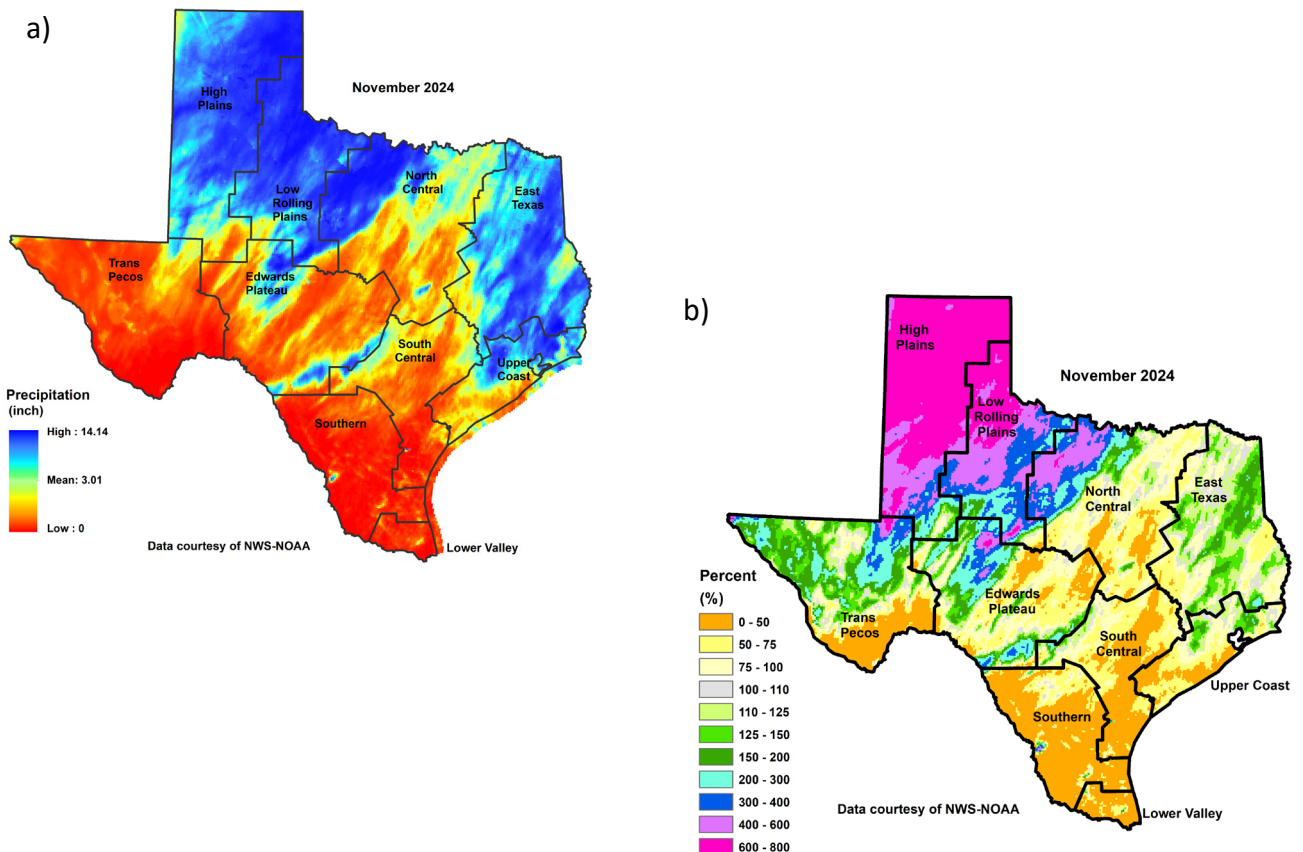 a)
November 2024
High
Plains
Low
Rolling
Plains
North
Central
East
Texas
Trans
Pecos
Edwards
Plateau
South
Central
Upper
Coast
Southern
Lower Valley
Precipitation
(inch)
High : 14.14
Mean: 3.01
Low : 0
Data courtesy of NWS-NOAA
b)
November 2024
High
Plains
Low
Rolling
Plains
North
Central
East
Texas
Trans
Pecos
Edwards
Plateau
South
Central
Upper Coast
Southern
Lower Valley
Percent
(%)
0 - 50
50 - 75
75 - 100
100 - 110
110 - 125
125 - 150
150 - 200
200 - 300
300 - 400
400 - 600
600 - 800
Data courtesy of NWS-NOAA